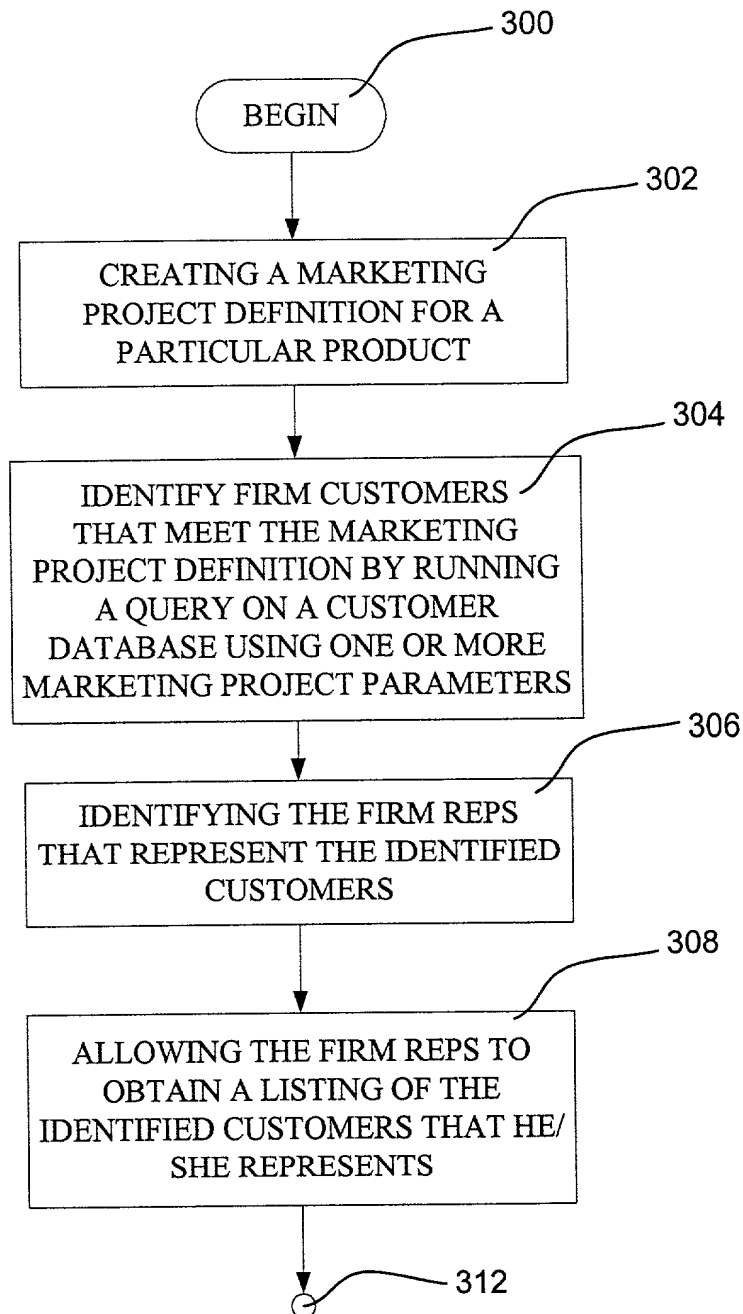 300
BEGIN
302
CREATING A MARKETING
PROJECT DEFINITION FOR A
PARTICULAR PRODUCT
304
IDENTIFY FIRM CUSTOMERS
THAT MEET THE MARKETING
PROJECT DEFINITION BY RUNNING
A QUERY ON A CUSTOMER
DATABASE USING ONE OR MORE
MARKETING PROJECT PARAMETERS
306
IDENTIFYING THE FIRM REPS
THAT REPRESENT THE IDENTIFIED
CUSTOMERS
308
ALLOWING THE FIRM REPS TO
OBTAIN A LISTING OF THE
IDENTIFIED CUSTOMERS THAT HE/
SHE REPRESENTS
312